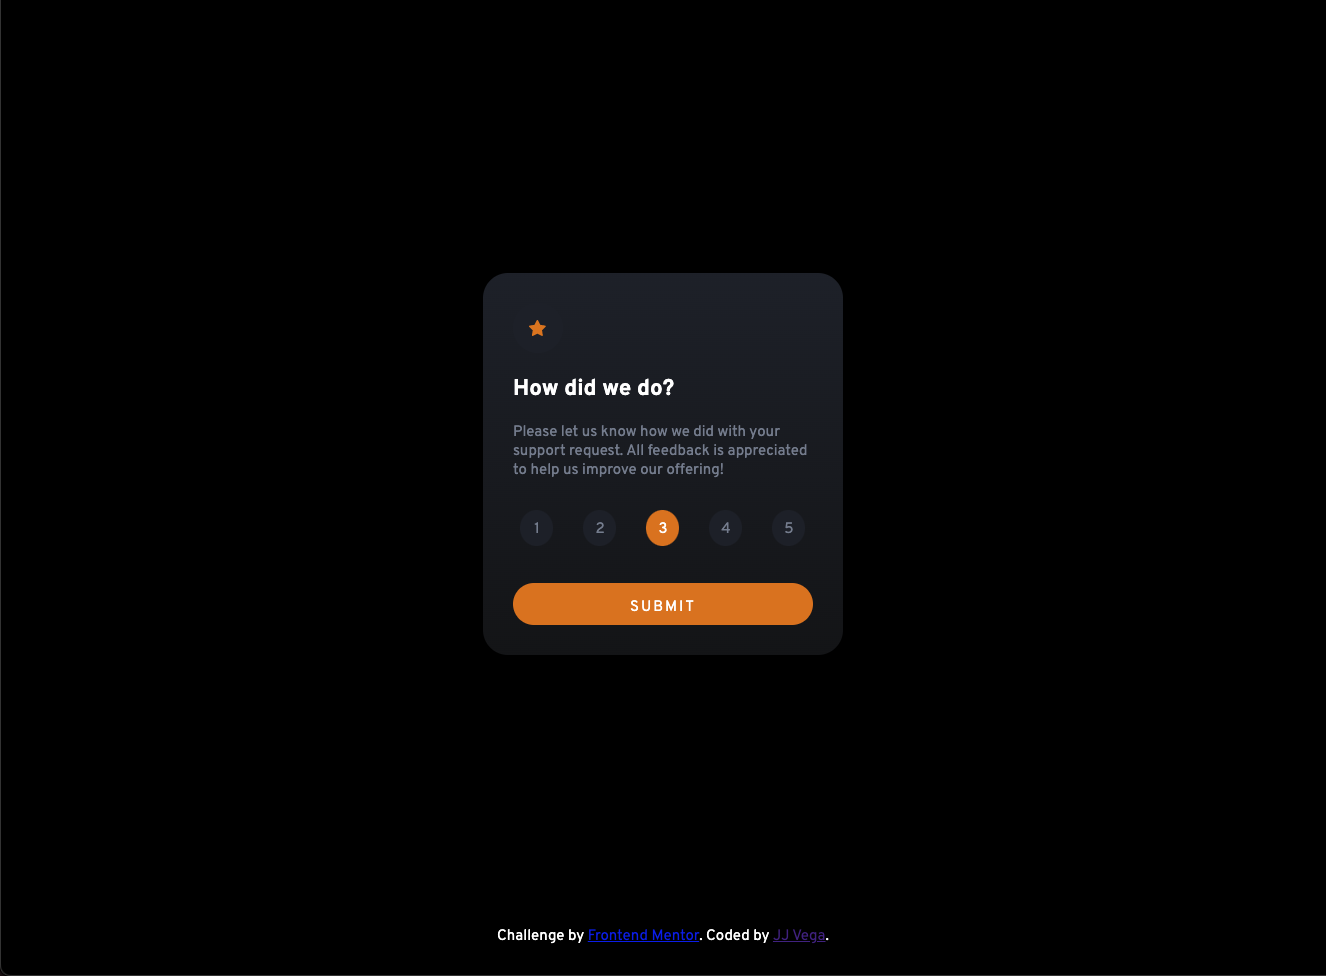 How did we do?
Please let us know how we did with your
support request. All feedback is appreciated
to help us improve our offering!
1 2 3 4 5
SUBMIT
Challenge by Frontend Mentor. Coded by JJ Vega.